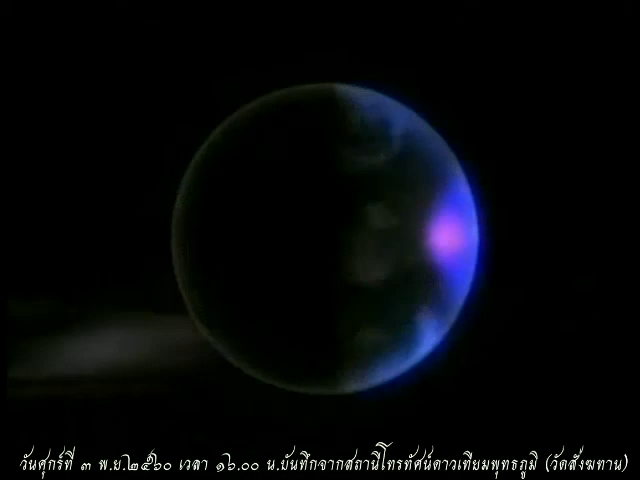 วันศุกร์ที่ ๓ พ.ย.๒๕๖๐ เวลา ๑๖.๐๐ น.บันทึกจากสถานีโทรทัศน์ดาวเทียมพุทธภูมิ (วัดสังฆทาน)